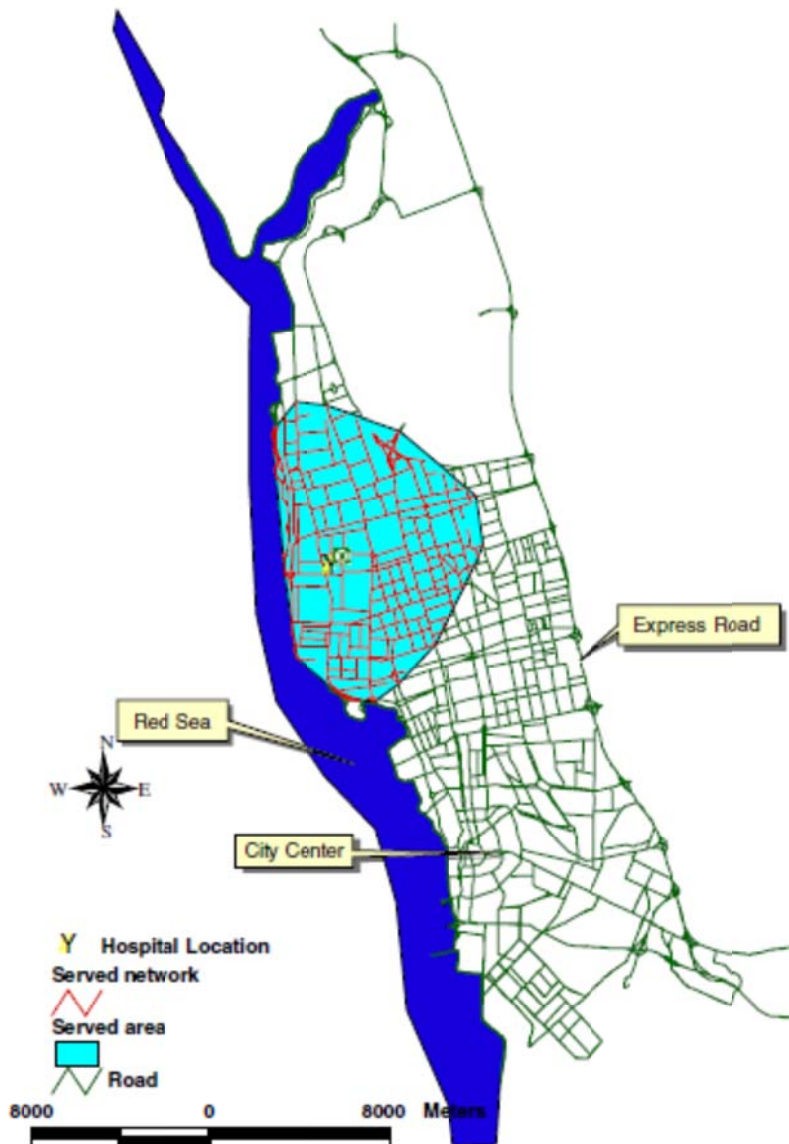 Express Road
Red Sea
N
W E
S
City Center
Y Hospital Location
Served network
Served area
Road
8000 0 8000 Meters